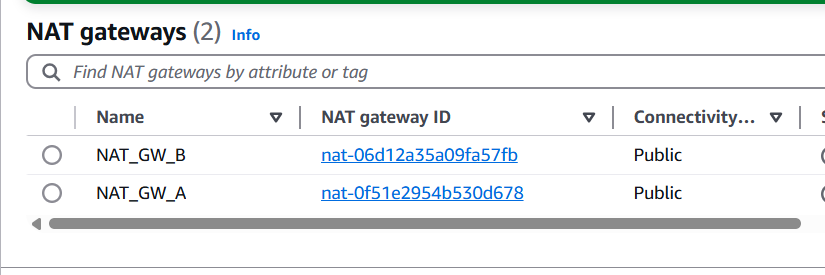 NAT gateways (2) Info
Find NAT gateways by attribute or tag
Name NAT gateway ID Connectivity...
NAT_GW_B nat-06d12a35a09fa57fb Public
NAT_GW_A nat-0f51e2954b530d678 Public